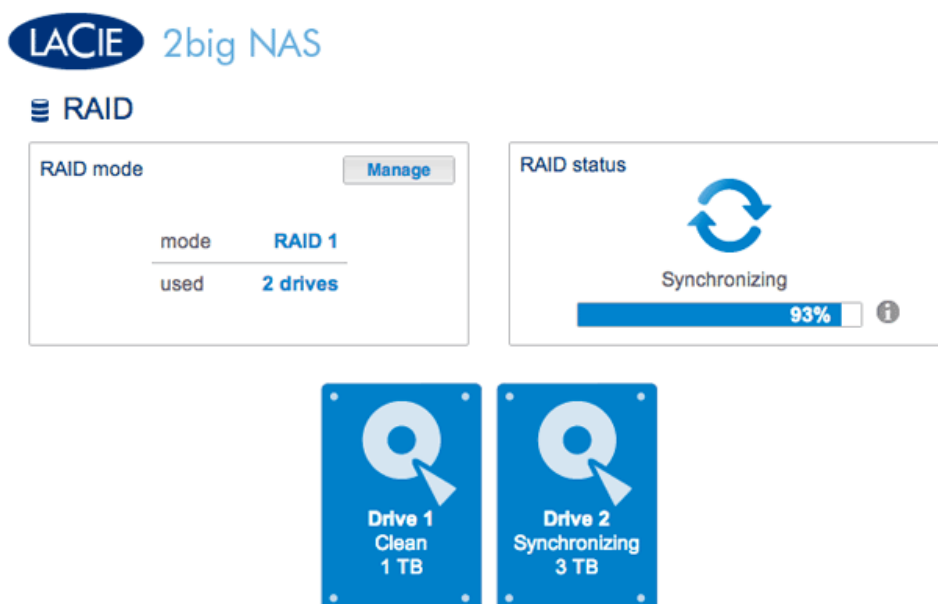 LACIE 2big NAS
RAID
RAID mode
Manage
mode RAID 1
used 2 drives
RAID status
Synchronizing
93%
Drive 1
Clean
1 TB
Drive 2
Synchronizing
3 TB